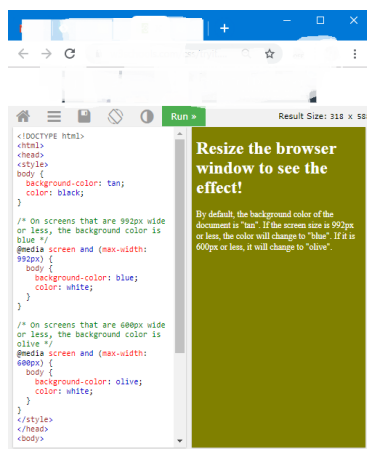 Run »
Result Size: 318 x 58
<!DOCTYPE html>
<html>
<head>
<style>
body {
  background-color: tan;
  color: black;
}
/* On screens that are 992px wide
or less, the background color is
blue */
@media screen and (max-width:
992px) {
  body {
    background-color: blue;
    color: white;
  }
}
/* On screens that are 600px wide
or less, the background color is
olive */
@media screen and (max-width:
600px) {
  body {
    background-color: olive;
    color: white;
  }
}
</style>
</head>
<body>
Resize the browser
window to see the
effect!
By default, the background color of the
document is "tan". If the screen size is 992px
or less, the color will change to "blue". If it is
600px or less, it will change to "olive".